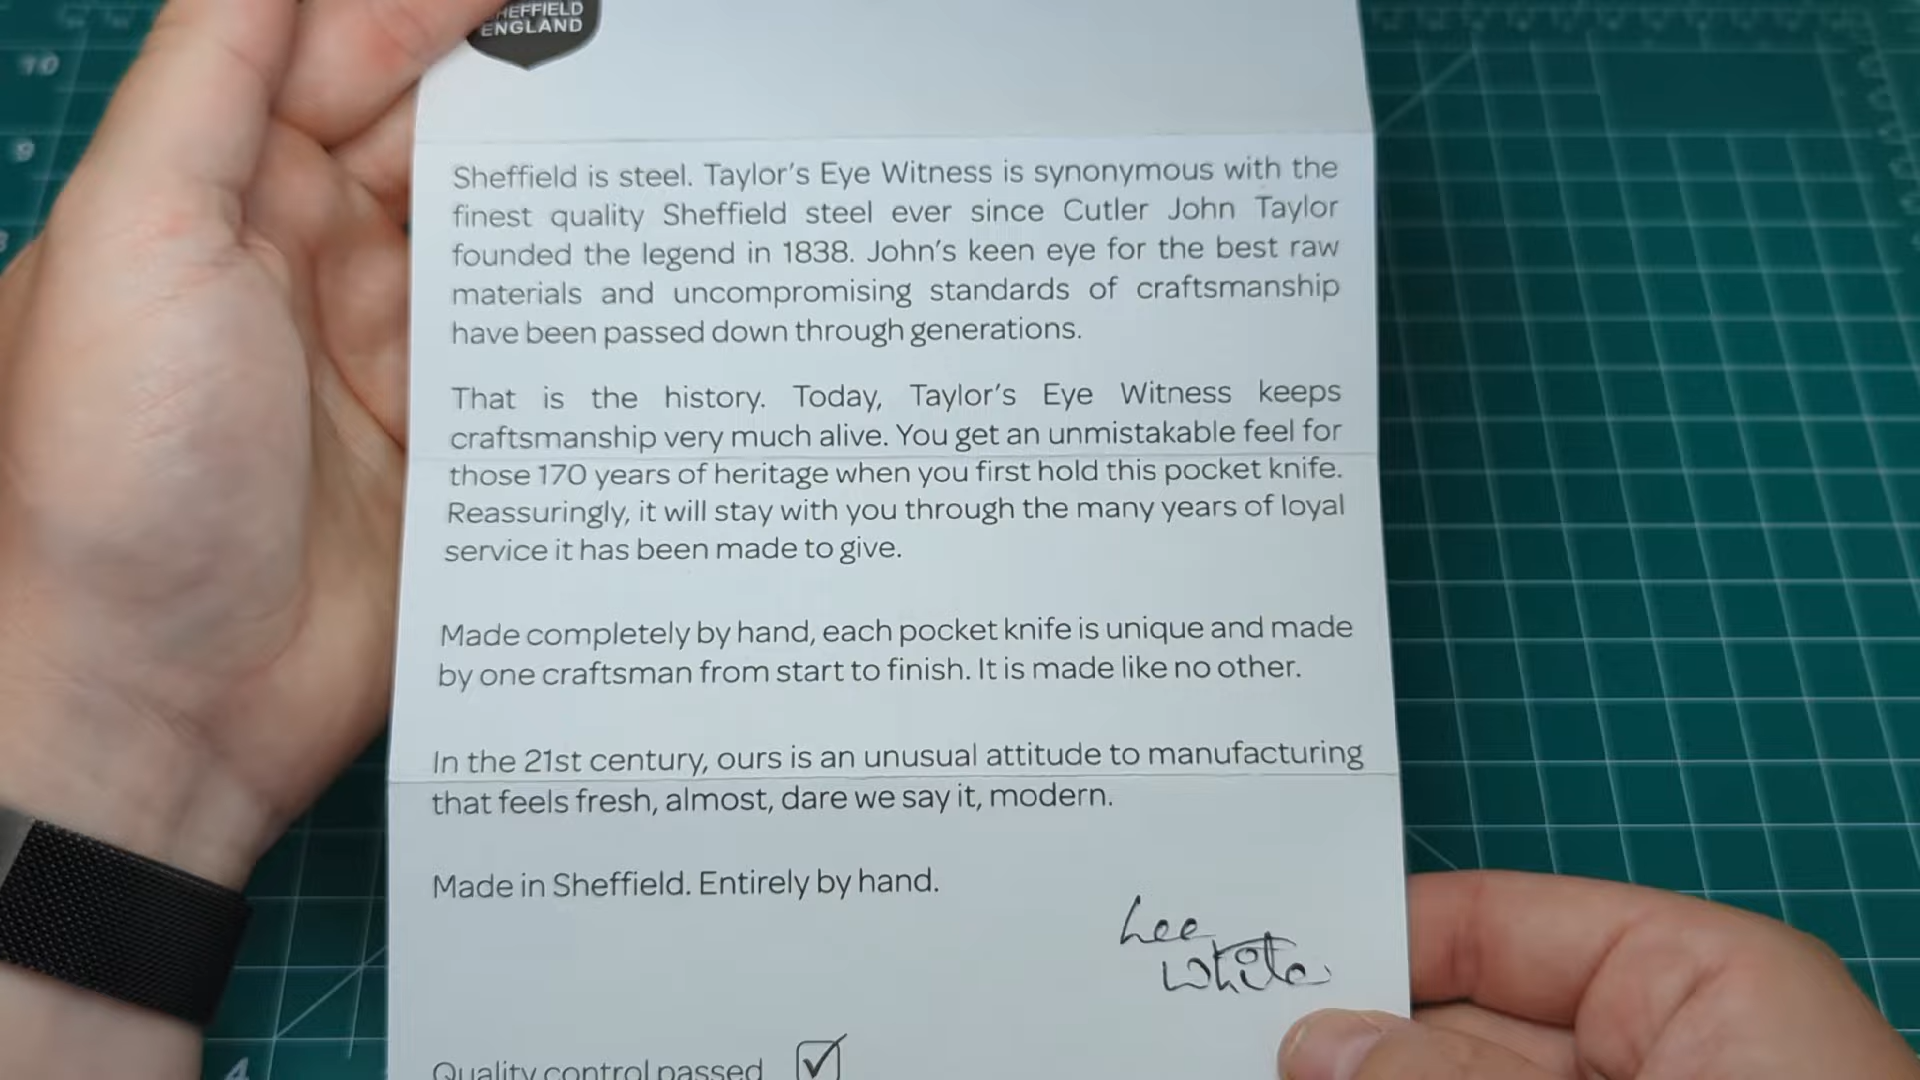 SHEFFIELD
ENGLAND
Sheffield is steel. Taylor's Eye Witness is synonymous with the
finest quality Sheffield steel ever since Cutler John Taylor
founded the legend in 1838. John's keen eye for the best raw
materials and uncompromising standards of craftsmanship
have been passed down through generations.
That is the history. Today, Taylor's Eye Witness keeps
craftsmanship very much alive. You get an unmistakable feel for
those 170 years of heritage when you first hold this pocket knife.
Reassuringly, it will stay with you through the many years of loyal
service it has been made to give.
Made completely by hand, each pocket knife is unique and made
by one craftsman from start to finish. It is made like no other.
In the 21st century, ours is an unusual attitude to manufacturing
that feels fresh, almost, dare we say it, modern.
Made in Sheffield. Entirely by hand.
Lee
White
Quality control passed
10
9
4